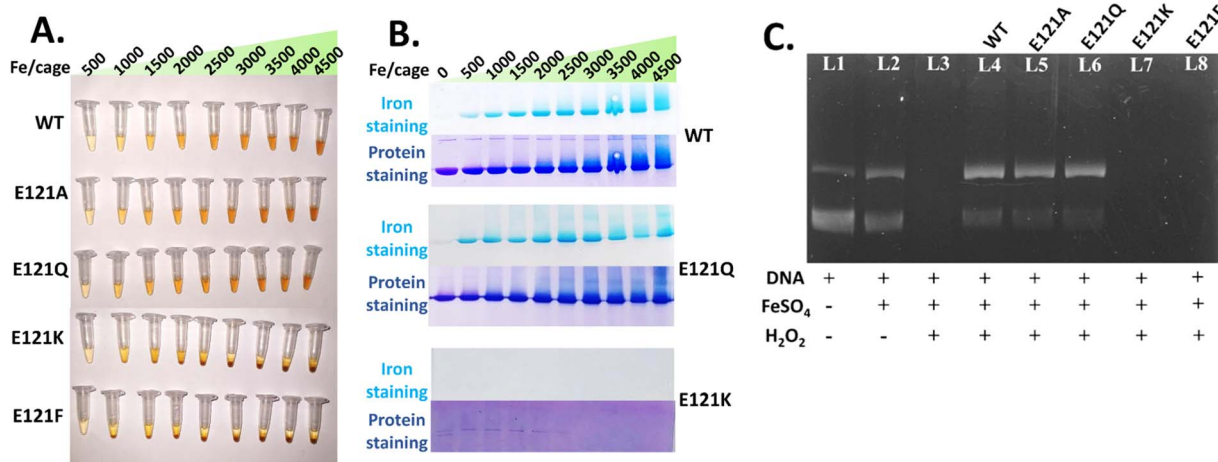 A.
Fe/cage 500 1000 1500 2000 2500 3000 3500 4000 4500
WT
E121A
E121Q
E121K
E121F
B.
Fe/cage 0 500 1000 1500 2000 2500 3000 3500 4000 4500
Iron
staining
Protein
staining
WT
Iron
staining
Protein
staining
E121Q
Iron
staining
Protein
staining
E121K
C.
WT E121A E121Q E121K
L1 L2 L3 L4 L5 L6 L7 L8
DNA + + + + + + + +
FeSO₄ - + + + + + + +
H₂O₂ - - + + + + + +